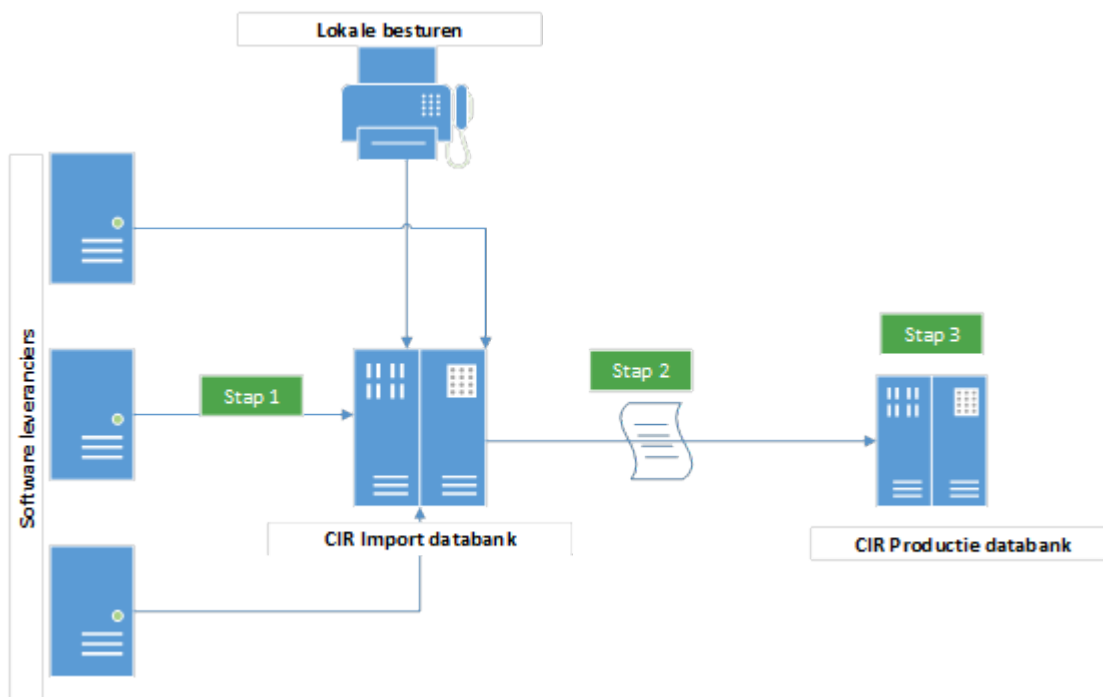 Lokale besturen
Software leveranciers
Stap 1
Stap 2
Stap 3
CIR Import databank
CIR Productie databank